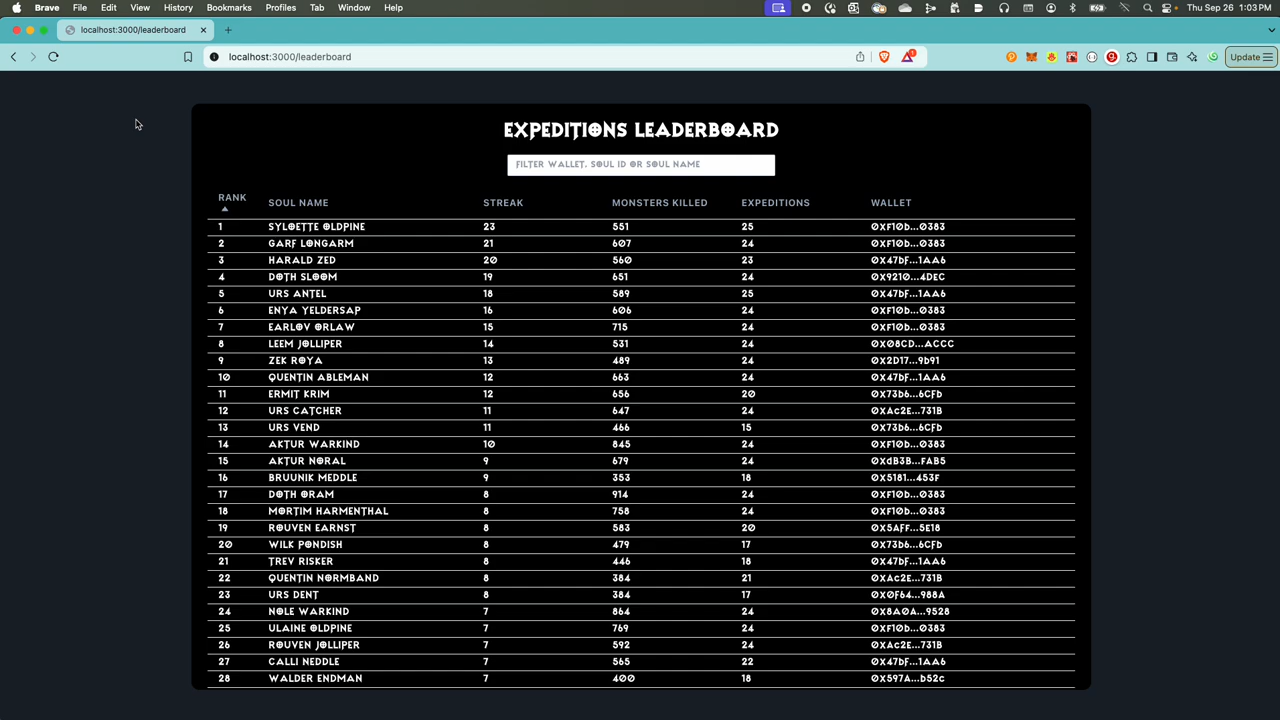 Brave File Edit View History Bookmarks Profiles Tab Window Help Thu Sep 26 1:03 PM
localhost:3000/leaderboard
localhost:3000/leaderboard 1 Update
EXPEDITIONS LEADERBOARD
FILTER WALLET, SOUL ID OR SOUL NAME
RANK SOUL NAME STREAK MONSTERS KILLED EXPEDITIONS WALLET
1 SYLOETTE OLDPINE 23 551 25 0XF10b...0383
2 GARF LONGARM 21 607 24 0XF10b...0383
3 HARALD ZED 20 560 23 0X47bF...1AA6
4 DOTH SLOOM 19 651 24 0X9210...4DEC
5 URS ANTEL 18 589 25 0X47bF...1AA6
6 ENYA YELDERSAP 16 606 24 0XF10b...0383
7 EARLOV ORLAW 15 715 24 0XF10b...0383
8 LEEM JOLLIPER 14 531 24 0X08CD...ACCC
9 ZEK ROYA 13 489 24 0X2D17...9b91
10 QUENTIN ABLEMAN 12 663 24 0X47bF...1AA6
11 ERMIT KRIM 12 656 20 0X73b6...6CFb
12 URS CATCHER 11 647 24 0XAc2E...731B
13 URS VEND 11 466 15 0X73b6...6CFb
14 AKTUR WARKIND 10 845 24 0XF10b...0383
15 AKTUR NORAL 9 679 24 0XdB3B...FAB5
16 BRUUNIK MEDDLE 9 353 18 0X5181...453F
17 DOTH ORAM 8 914 24 0XF10b...0383
18 MORTIM HARMENTHAL 8 758 24 0XF10b...0383
19 ROUVEN EARNST 8 583 20 0X5AFF...5E18
20 WILK PONDISH 8 479 17 0X73b6...6CFb
21 TREV RISKER 8 446 18 0X47bF...1AA6
22 QUENTIN NORMBAND 8 384 21 0XAc2E...731B
23 URS DENT 8 384 17 0X0F64...988A
24 NOLE WARKIND 7 864 24 0X8A0A...9528
25 ULAINE OLDPINE 7 769 24 0XF10b...0383
26 ROUVEN JOLLIPER 7 592 24 0XAc2E...731B
27 CALLI NEDDLE 7 565 22 0X47bF...1AA6
28 WALDER ENDMAN 7 400 18 0X597A...b52c